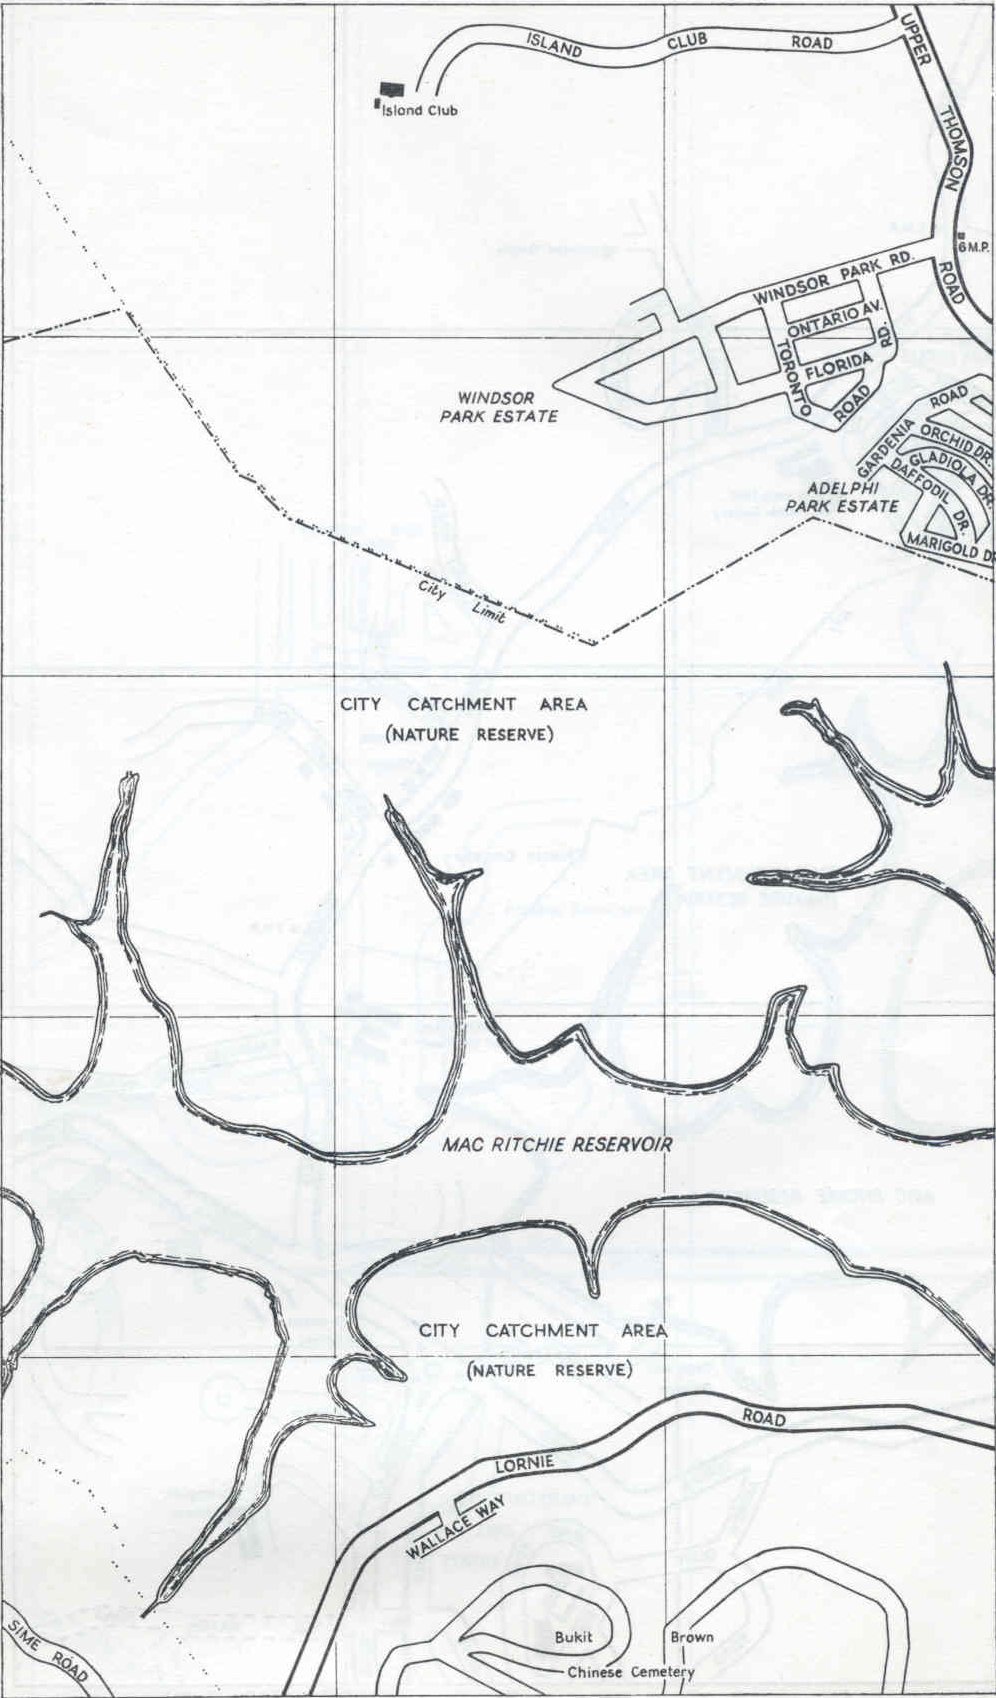 ISLAND CLUB ROAD
UPPER THOMSON ROAD
Island Club
6 M.P.
WINDSOR PARK RD.
ONTARIO AV.
TORONTO
FLORIDA
ROAD
RD.
WINDSOR
PARK ESTATE
GARDENIA ROAD
ORCHID DR.
GLADIOLA DR.
DAFFODIL DR.
MARIGOLD D
ADELPHI
PARK ESTATE
City Limit
CITY CATCHMENT AREA
(NATURE RESERVE)
MAC RITCHIE RESERVOIR
CITY CATCHMENT AREA
(NATURE RESERVE)
LORNIE ROAD
WALLACE WAY
SIME ROAD
Bukit Brown
Chinese Cemetery